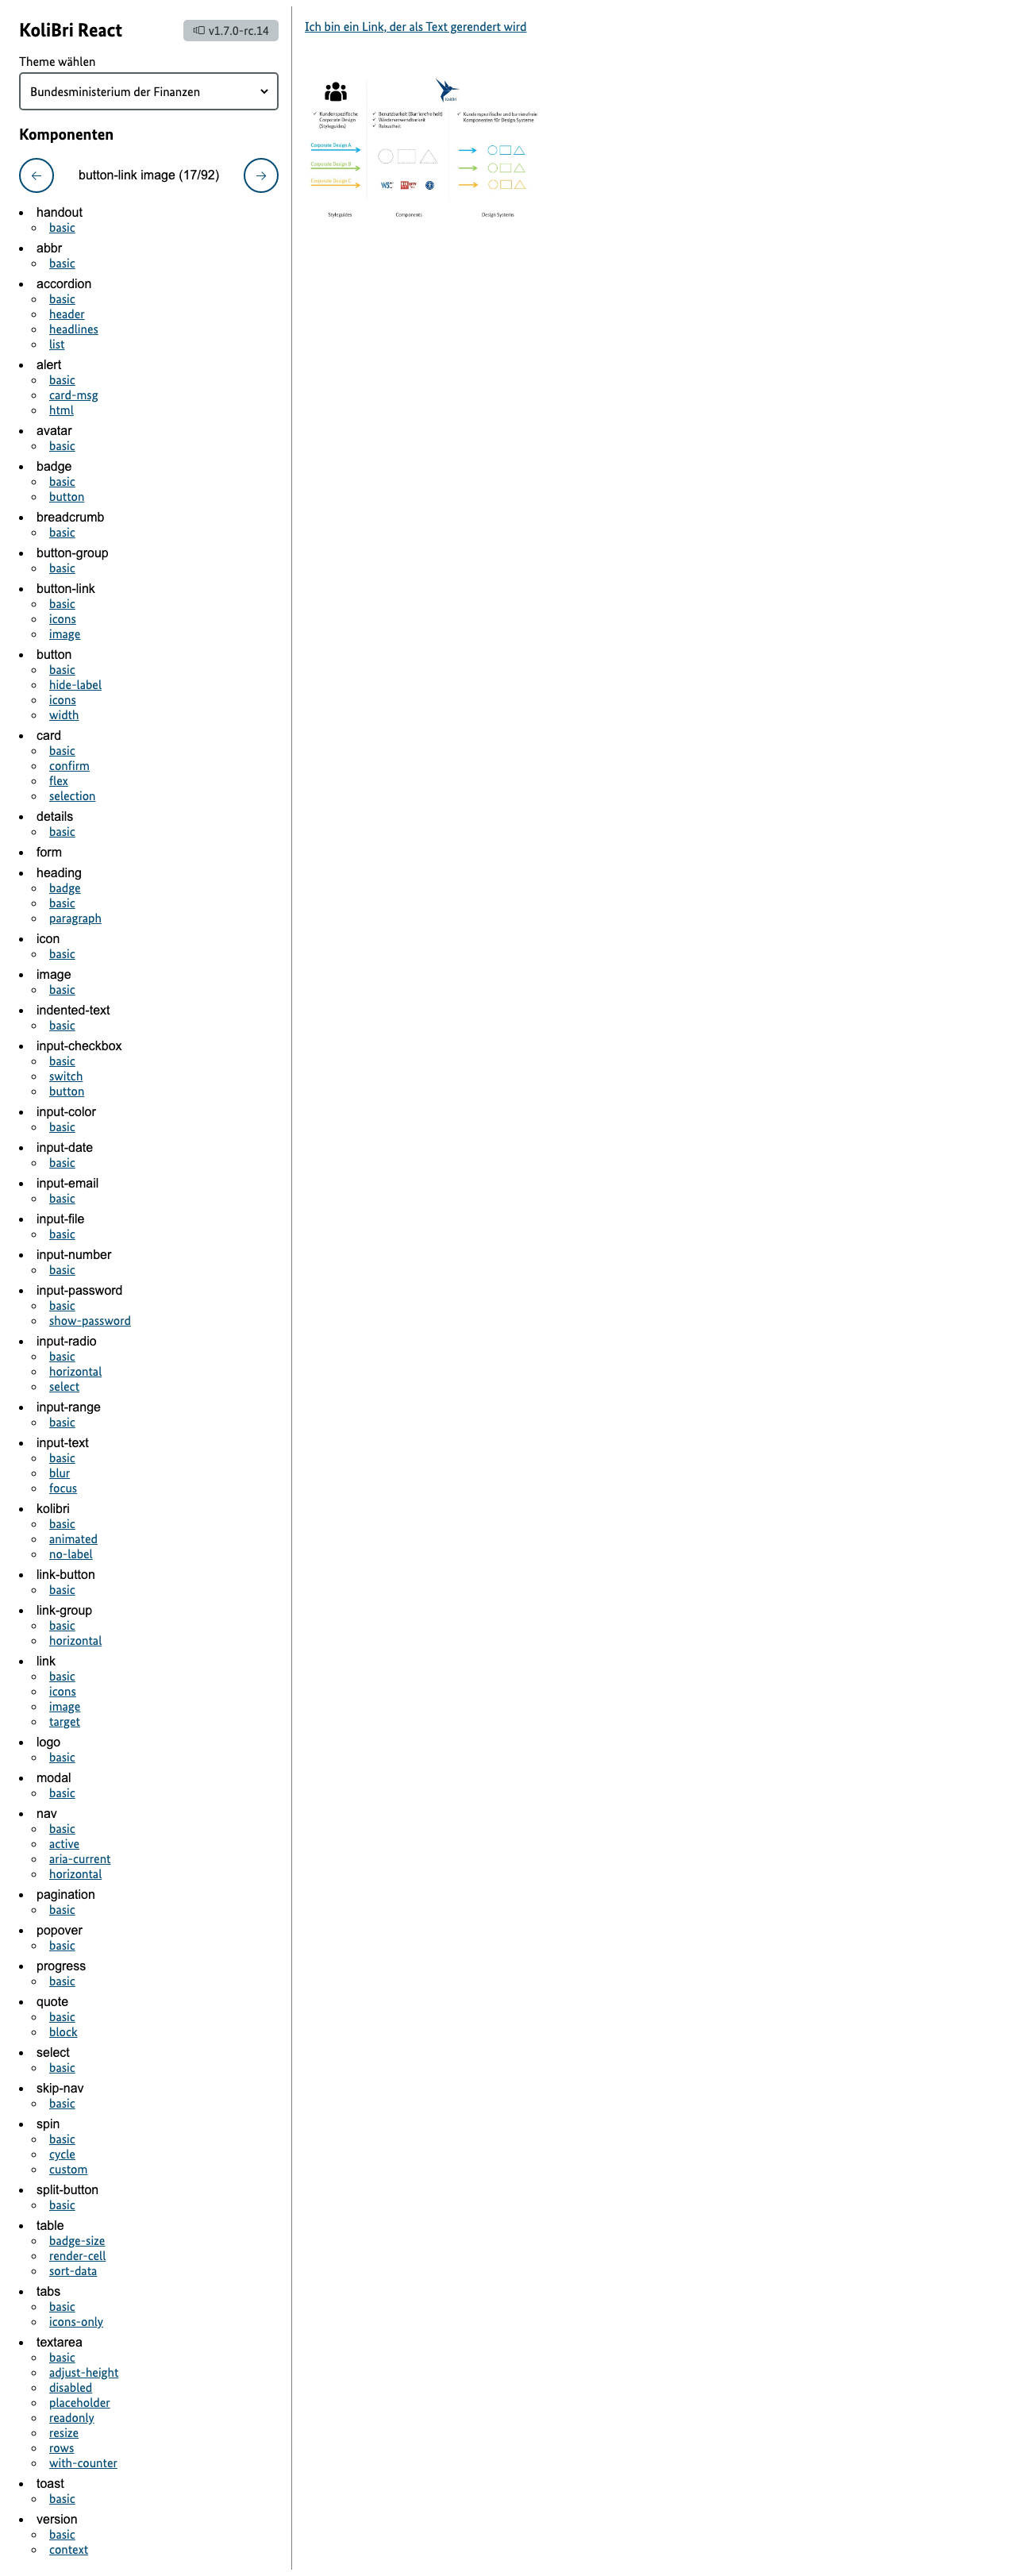 KoliBri React
v1.7.0-rc.14
Theme wählen
Bundesministerium der Finanzen
Komponenten
button-link image (17/92)
handout
basic
abbr
basic
accordion
basic
header
headlines
list
alert
basic
card-msg
html
avatar
basic
badge
basic
button
breadcrumb
basic
button-group
basic
button-link
basic
icons
image
button
basic
hide-label
icons
width
card
basic
confirm
flex
selection
details
basic
form
heading
badge
basic
paragraph
icon
basic
image
basic
indented-text
basic
input-checkbox
basic
switch
button
input-color
basic
input-date
basic
input-email
basic
input-file
basic
input-number
basic
input-password
basic
show-password
input-radio
basic
horizontal
select
input-range
basic
input-text
basic
blur
focus
kolibri
basic
animated
no-label
link-button
basic
link-group
basic
horizontal
link
basic
icons
image
target
logo
basic
modal
basic
nav
basic
active
aria-current
horizontal
pagination
basic
popover
basic
progress
basic
quote
basic
block
select
basic
skip-nav
basic
spin
basic
cycle
custom
split-button
basic
table
badge-size
render-cell
sort-data
tabs
basic
icons-only
textarea
basic
adjust-height
disabled
placeholder
readonly
resize
rows
with-counter
toast
basic
version
basic
context
Ich bin ein Link, der als Text gerendert wird
KoliBri
Kundenspezifische
Corporate Design
(Styleguides)
Benutzbarkeit (Barrierefreiheit)
Wiederverwendbarkeit
Robustheit
Kundenspezifische und barrierefreie
Komponenten für Design Systeme
Corporate Design A
Corporate Design B
Corporate Design C
Styleguides
Components
Design Systems